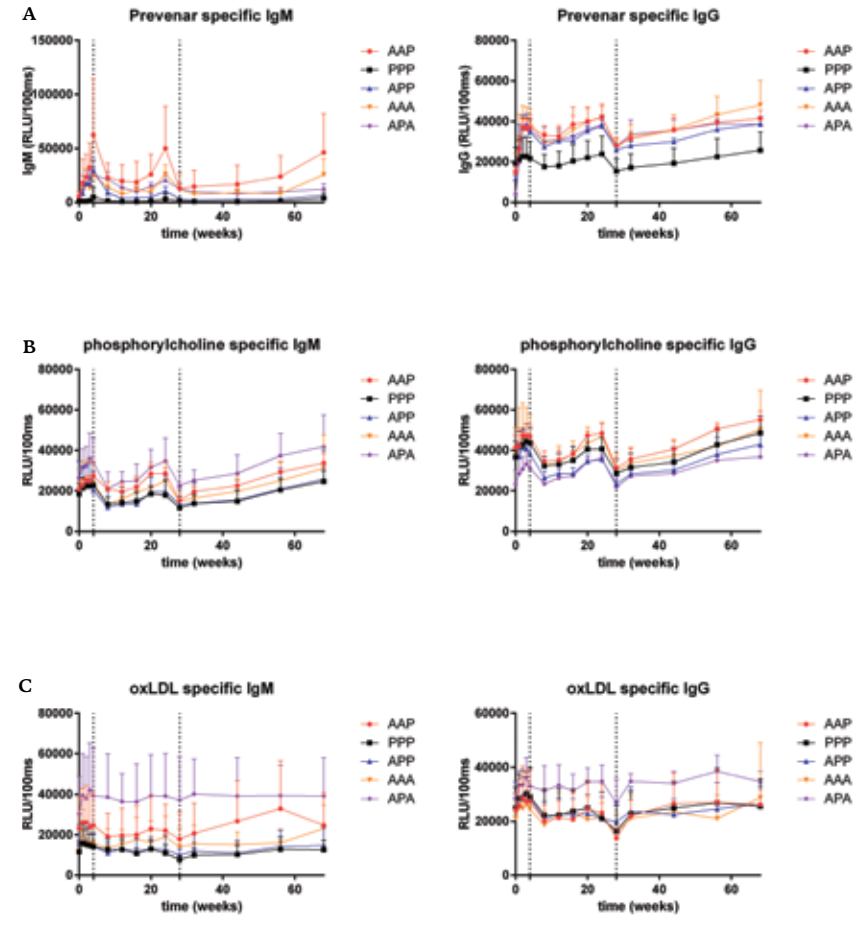 A
Prevenar specific IgM
150000
100000
50000
0
IgM (RLU/100ms)
0 20 40 60
time (weeks)
AAP
PPP
APP
AAA
APA
Prevenar specific IgG
80000
60000
40000
20000
0
IgG (RLU/100ms)
0 20 40 60
time (weeks)
AAP
PPP
APP
AAA
APA
B
phosphorylcholine specific IgM
80000
60000
40000
20000
0
RLU/100ms
0 20 40 60
time (weeks)
AAP
PPP
APP
AAA
APA
phosphorylcholine specific IgG
80000
60000
40000
20000
0
RLU/100ms
0 20 40 60
time (weeks)
AAP
PPP
APP
AAA
APA
C
oxLDL specific IgM
80000
60000
40000
20000
0
RLU/100ms
0 20 40 60
time (weeks)
AAP
PPP
APP
AAA
APA
oxLDL specific IgG
60000
40000
20000
0
RLU/100ms
0 20 40 60
time (weeks)
AAP
PPP
APP
AAA
APA